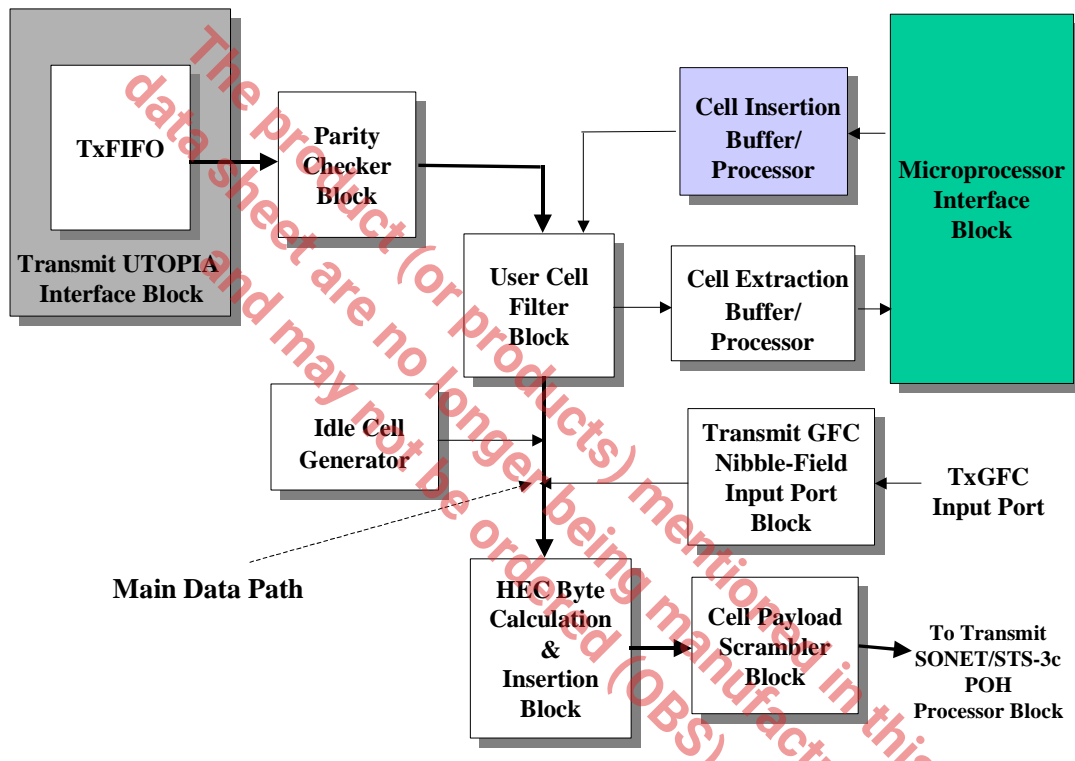 TxFIFO
Transmit UTOPIA
Interface Block
Parity
Checker
Block
Cell Insertion
Buffer/
Processor
Microprocessor
Interface
Block
User Cell
Filter
Block
Cell Extraction
Buffer/
Processor
Idle Cell
Generator
Transmit GFC
Nibble-Field
Input Port
Block
TxGFC
Input Port
Main Data Path
HEC Byte
Calculation
&
Insertion
Block
Cell Payload
Scrambler
Block
To Transmit
SONET/STS-3c
POH
Processor Block
The product (or products) mentioned in this
data sheet are no longer being manufactu
and may not be ordered (OBS)